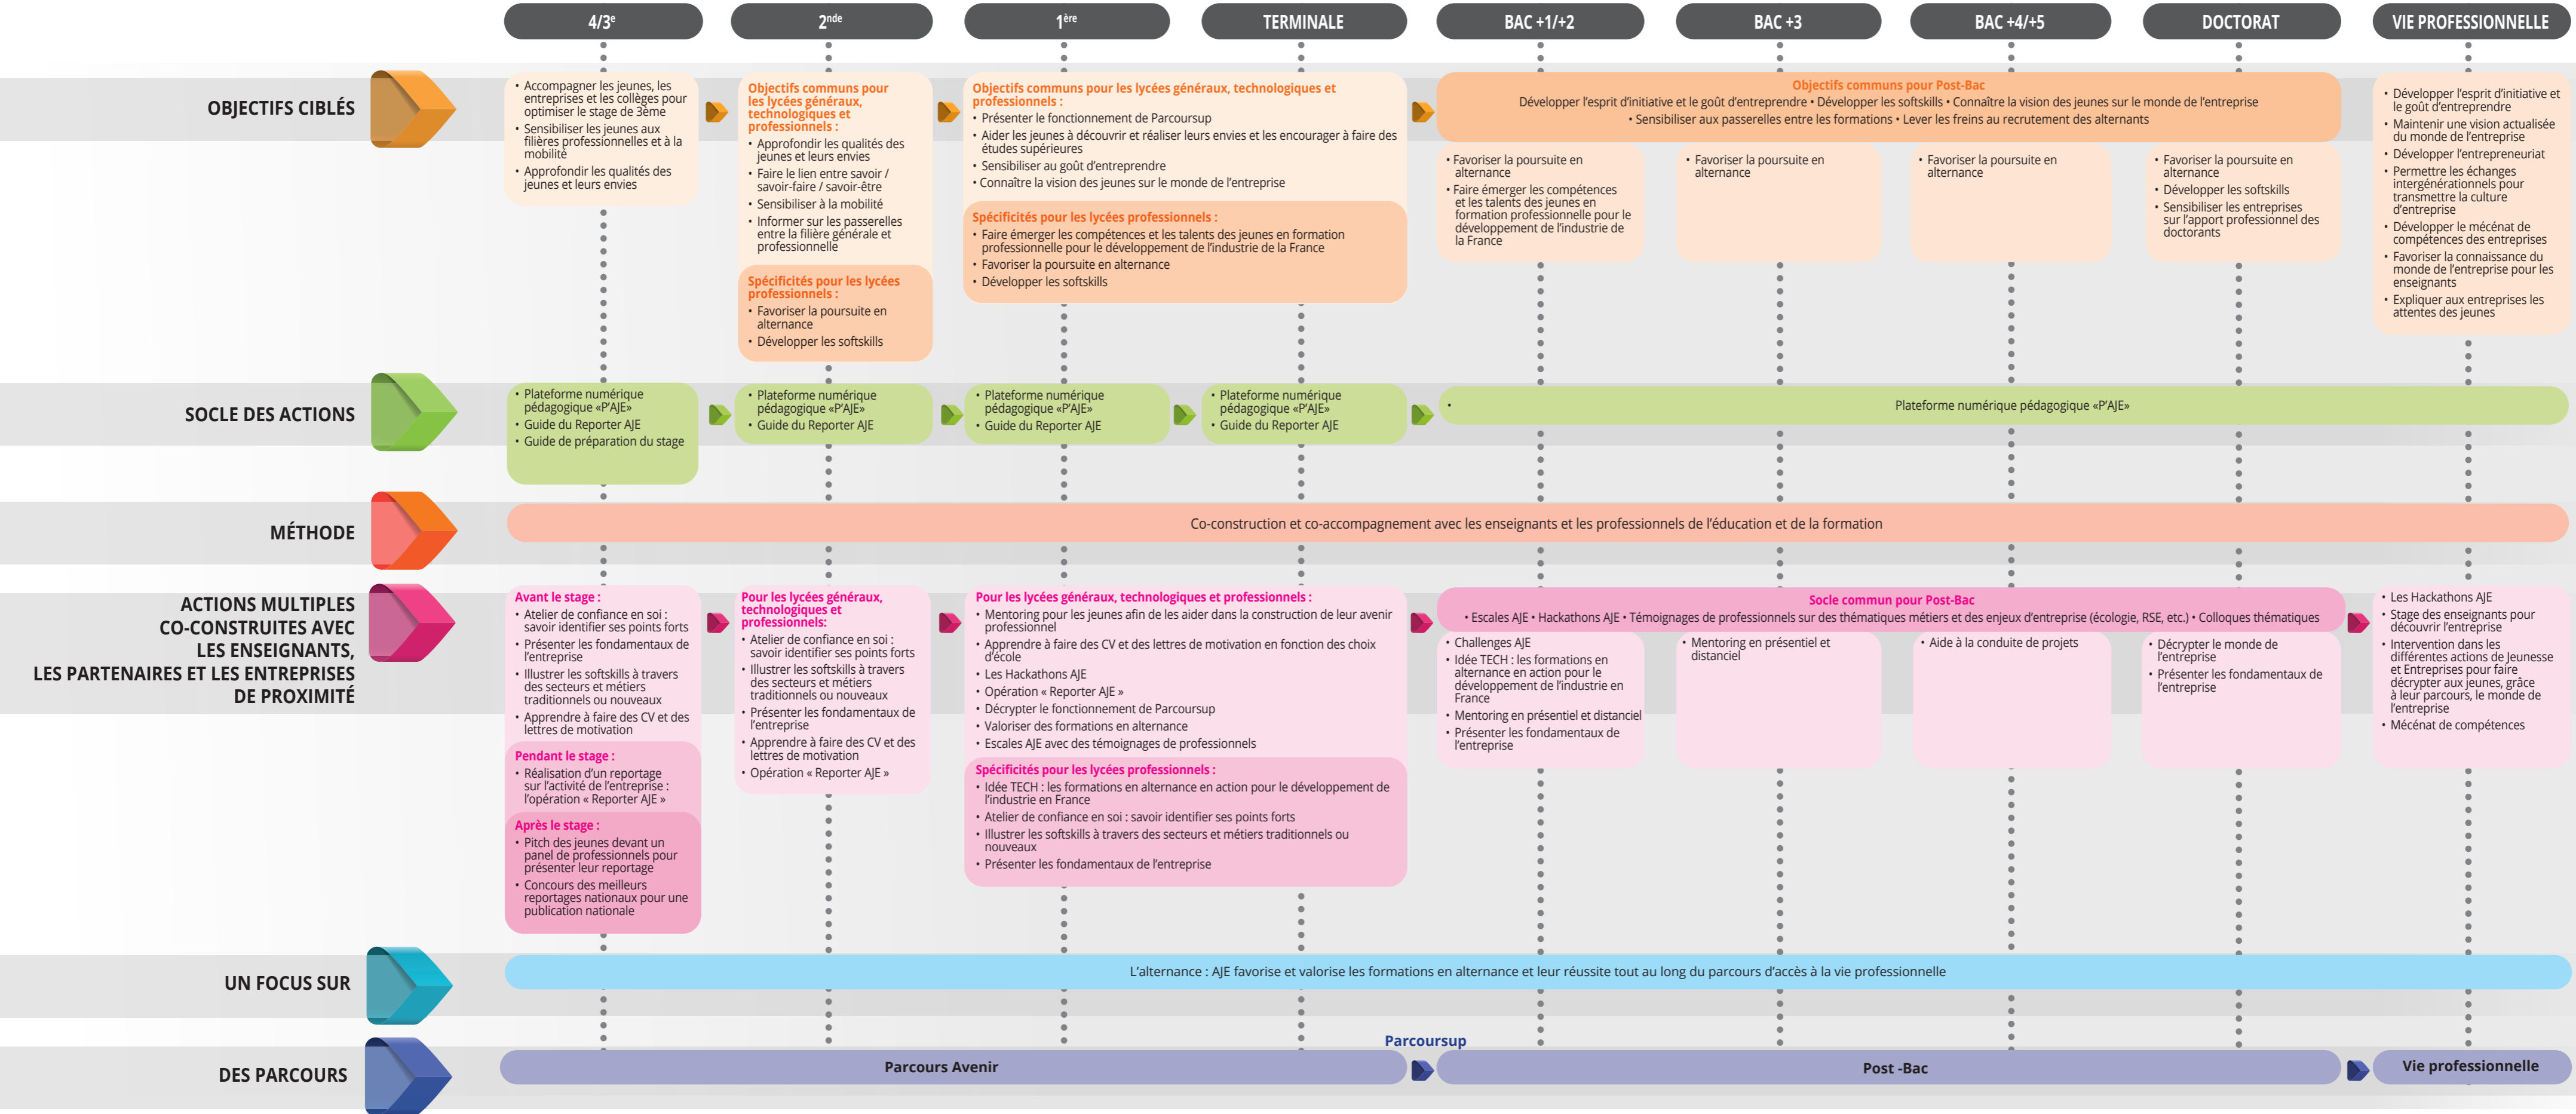 4/3e
2nde
1ère
TERMINALE
BAC +1/+2
BAC +3
BAC +4/+5
DOCTORAT
VIE PROFESSIONNELLE
OBJECTIFS CIBLÉS
• Accompagner les jeunes, les
entreprises et les collèges pour
optimiser le stage de 3ème
• Sensibiliser les jeunes aux
filières professionnelles et à la
mobilité
• Approfondir les qualités des
jeunes et leurs envies
Objectifs communs pour
les lycées généraux,
technologiques et
professionnels :
• Approfondir les qualités des
jeunes et leurs envies
• Faire le lien entre savoir /
savoir-faire / savoir-être
• Sensibiliser à la mobilité
• Informer sur les passerelles
entre la filière générale et
professionnelle
Spécificités pour les lycées
professionnels :
• Favoriser la poursuite en
alternance
• Développer les softskills
Objectifs communs pour les lycées généraux, technologiques et
professionnels :
• Présenter le fonctionnement de Parcoursup
• Aider les jeunes à découvrir et réaliser leurs envies et les encourager à faire des
études supérieures
• Sensibiliser au goût d'entreprendre
• Connaître la vision des jeunes sur le monde de l'entreprise
Spécificités pour les lycées professionnels :
• Faire émerger les compétences et les talents des jeunes en formation
professionnelle pour le développement de l'industrie de la France
• Favoriser la poursuite en alternance
• Développer les softskills
Objectifs communs pour Post-Bac
Développer l'esprit d'initiative et le goût d'entreprendre • Développer les softskills • Connaître la vision des jeunes sur le monde de l'entreprise
• Sensibiliser aux passerelles entre les formations • Lever les freins au recrutement des alternants
• Favoriser la poursuite en
alternance
• Faire émerger les compétences
et les talents des jeunes en
formation professionnelle pour le
développement de l'industrie de
la France
• Favoriser la poursuite en
alternance
• Favoriser la poursuite en
alternance
• Favoriser la poursuite en
alternance
• Développer les softskills
• Sensibiliser les entreprises
sur l'apport professionnel des
doctorants
• Développer l'esprit d'initiative et
le goût d'entreprendre
• Maintenir une vision actualisée
du monde de l'entreprise
• Développer l'entrepreneuriat
• Permettre les échanges
intergénérationnels pour
transmettre la culture
d'entreprise
• Développer le mécénat de
compétences des entreprises
• Favoriser la connaissance du
monde de l'entreprise pour les
enseignants
• Expliquer aux entreprises les
attentes des jeunes
SOCLE DES ACTIONS
• Plateforme numérique
pédagogique «P'AJE»
• Guide du Reporter AJE
• Guide de préparation du stage
• Plateforme numérique
pédagogique «P'AJE»
• Guide du Reporter AJE
• Plateforme numérique
pédagogique «P'AJE»
• Guide du Reporter AJE
• Plateforme numérique
pédagogique «P'AJE»
• Guide du Reporter AJE
• Plateforme numérique pédagogique «P'AJE»
MÉTHODE
Co-construction et co-accompagnement avec les enseignants et les professionnels de l'éducation et de la formation
ACTIONS MULTIPLES
CO-CONSTRUITES AVEC
LES ENSEIGNANTS,
LES PARTENAIRES ET LES ENTREPRISES
DE PROXIMITÉ
Avant le stage :
• Atelier de confiance en soi :
savoir identifier ses points forts
• Présenter les fondamentaux de
l'entreprise
• Illustrer les softskills à travers
des secteurs et métiers
traditionnels ou nouveaux
• Apprendre à faire des CV et des
lettres de motivation
Pendant le stage :
• Réalisation d'un reportage
sur l'activité de l'entreprise :
l'opération « Reporter AJE »
Après le stage :
• Pitch des jeunes devant un
panel de professionnels pour
présenter leur reportage
• Concours des meilleurs
reportages nationaux pour une
publication nationale
Pour les lycées généraux,
technologiques et
professionnels:
• Atelier de confiance en soi :
savoir identifier ses points forts
• Illustrer les softskills à travers
des secteurs et métiers
traditionnels ou nouveaux
• Présenter les fondamentaux de
l'entreprise
• Apprendre à faire des CV et des
lettres de motivation
• Opération « Reporter AJE »
Pour les lycées généraux, technologiques et professionnels :
• Mentoring pour les jeunes afin de les aider dans la construction de leur avenir
professionnel
• Apprendre à faire des CV et des lettres de motivation en fonction des choix
d'école
• Les Hackathons AJE
• Opération « Reporter AJE »
• Décrypter le fonctionnement de Parcoursup
• Valoriser des formations en alternance
• Escales AJE avec des témoignages de professionnels
Spécificités pour les lycées professionnels :
• Idée TECH : les formations en alternance en action pour le développement de
l'industrie en France
• Atelier de confiance en soi : savoir identifier ses points forts
• Illustrer les softskills à travers des secteurs et métiers traditionnels ou
nouveaux
• Présenter les fondamentaux de l'entreprise
Socle commun pour Post-Bac
• Escales AJE • Hackathons AJE • Témoignages de professionnels sur des thématiques métiers et des enjeux d'entreprise (écologie, RSE, etc.) • Colloques thématiques
• Challenges AJE
• Idée TECH : les formations en
alternance en action pour le
développement de l'industrie en
France
• Mentoring en présentiel et distanciel
• Présenter les fondamentaux de
l'entreprise
• Mentoring en présentiel et
distanciel
• Aide à la conduite de projets
• Décrypter le monde de
l'entreprise
• Présenter les fondamentaux de
l'entreprise
• Les Hackathons AJE
• Stage des enseignants pour
découvrir l'entreprise
• Intervention dans les
différentes actions de Jeunesse
et Entreprises pour faire
décrypter aux jeunes, grâce
à leur parcours, le monde de
l'entreprise
• Mécénat de compétences
UN FOCUS SUR
L'alternance : AJE favorise et valorise les formations en alternance et leur réussite tout au long du parcours d'accès à la vie professionnelle
DES PARCOURS
Parcours Avenir
Parcoursup
Post -Bac
Vie professionnelle